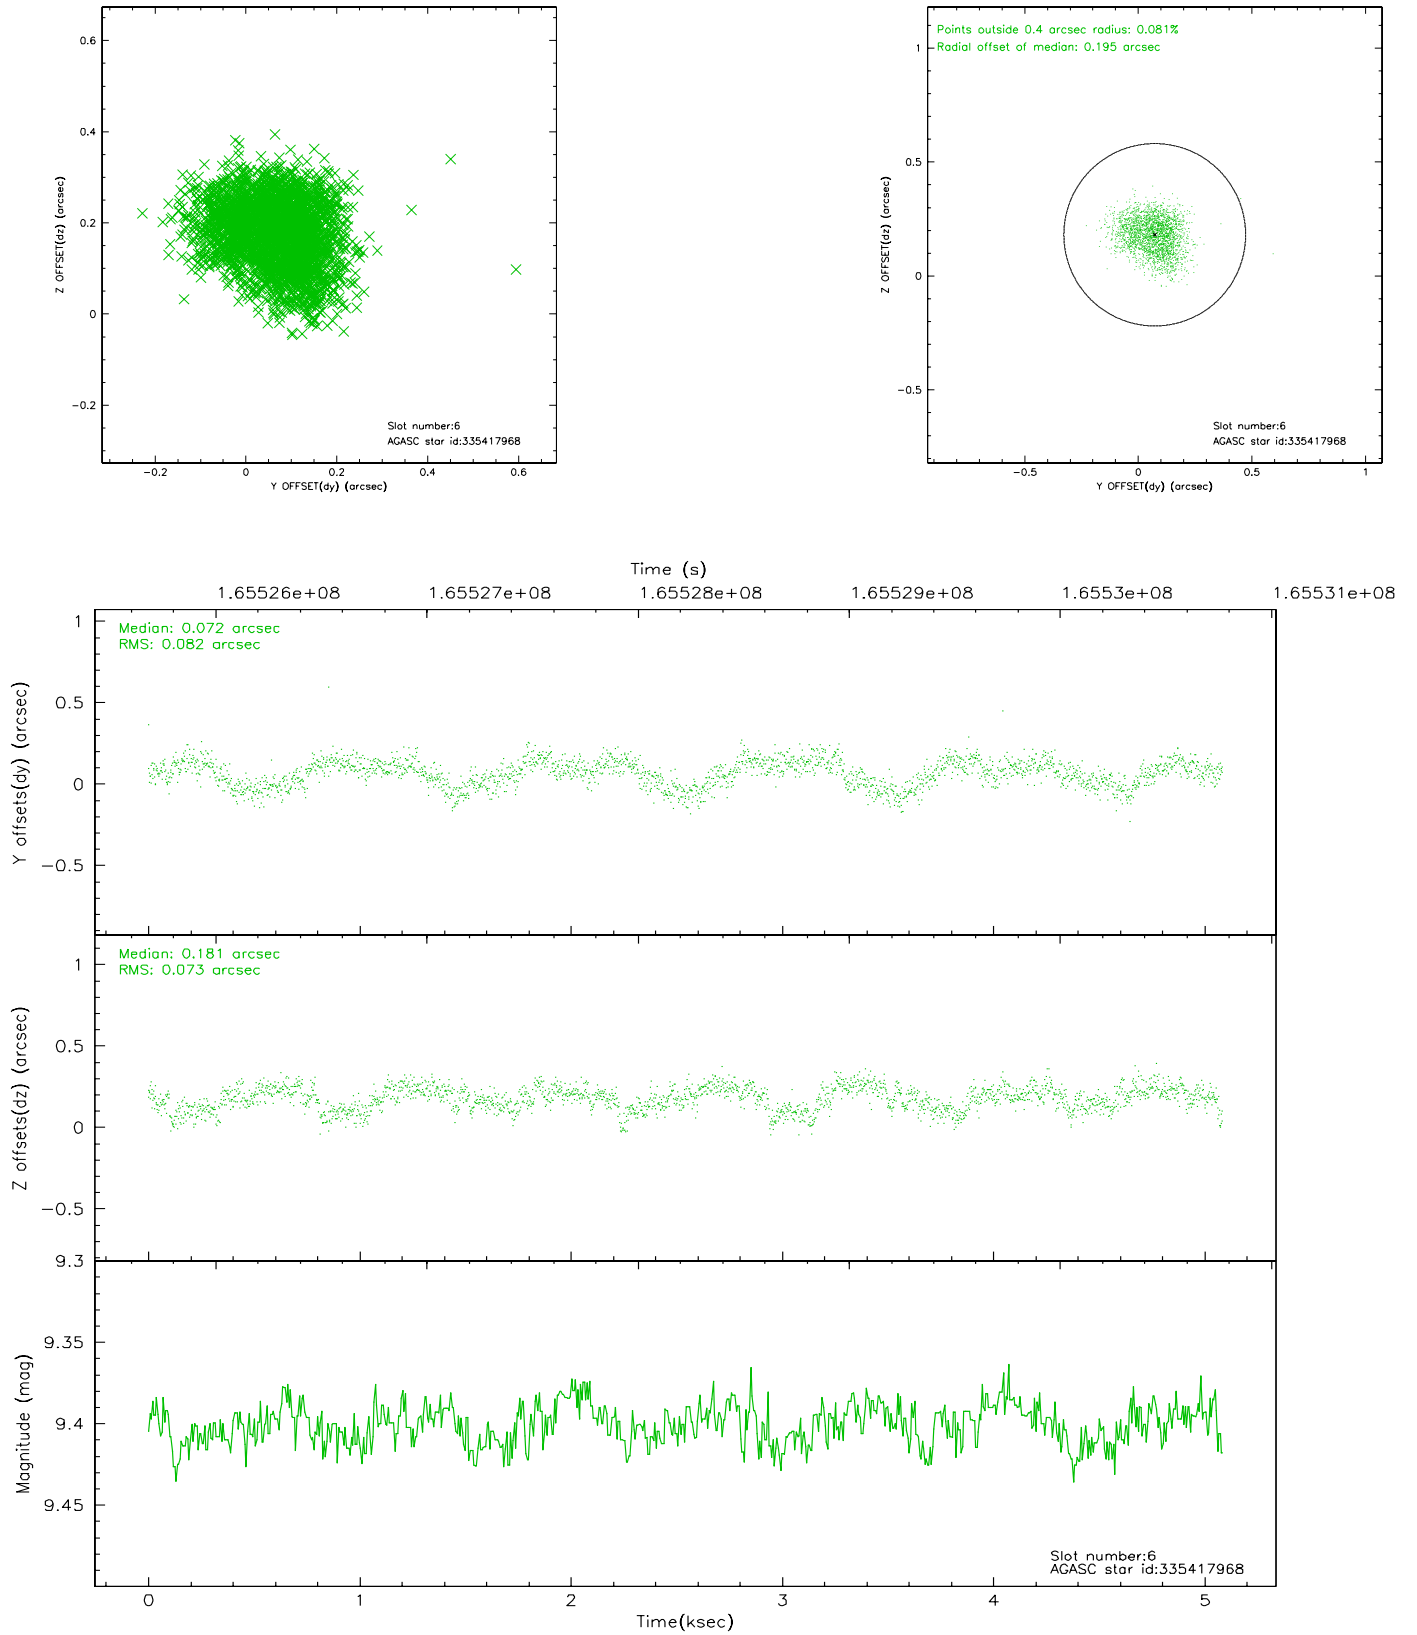 0.6
0.4
0.2
0
−0.2
Z OFFSET(dz) (arcsec)
Slot number:6
AGASC star id:335417968
−0.2 0 0.2 0.4 0.6
Y OFFSET(dy) (arcsec)
Points outside 0.4 arcsec radius: 0.081%
Radial offset of median: 0.195 arcsec
1
0.5
0
−0.5
Z OFFSET(dz) (arcsec)
Slot number:6
AGASC star id:335417968
−0.5 0 0.5 1
Y OFFSET(dy) (arcsec)
Time (s)
1.65526e+08 1.65527e+08 1.65528e+08 1.65529e+08 1.6553e+08 1.65531e+08
Median: 0.072 arcsec
RMS: 0.082 arcsec
1
0.5
0
−0.5
Y offsets(dy) (arcsec)
Median: 0.181 arcsec
RMS: 0.073 arcsec
1
0.5
0
−0.5
Z offsets(dz) (arcsec)
9.3
9.35
9.4
9.45
Magnitude (mag)
Slot number:6
AGASC star id:335417968
0 1 2 3 4 5
Time(ksec)